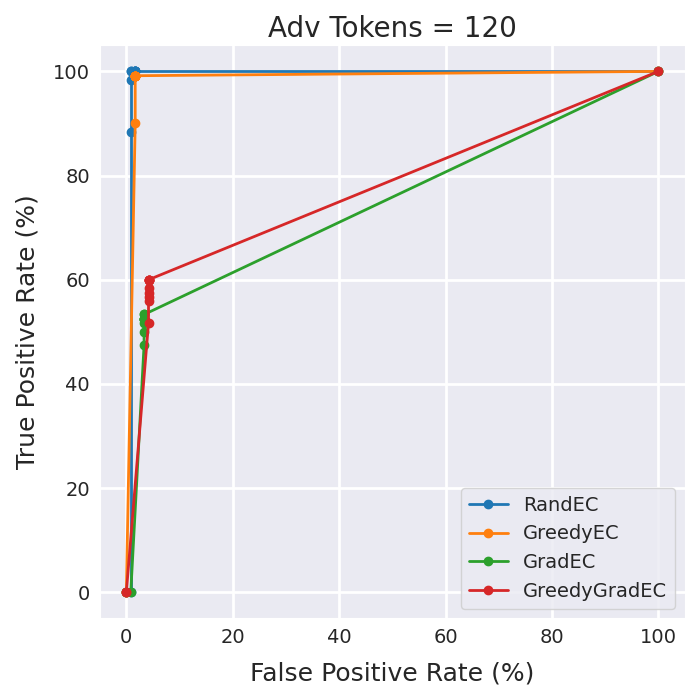 Adv Tokens = 120
True Positive Rate (%)
100
80
60
40
20
0
0 20 40 60 80 100
False Positive Rate (%)
RandEC
GreedyEC
GradEC
GreedyGradEC